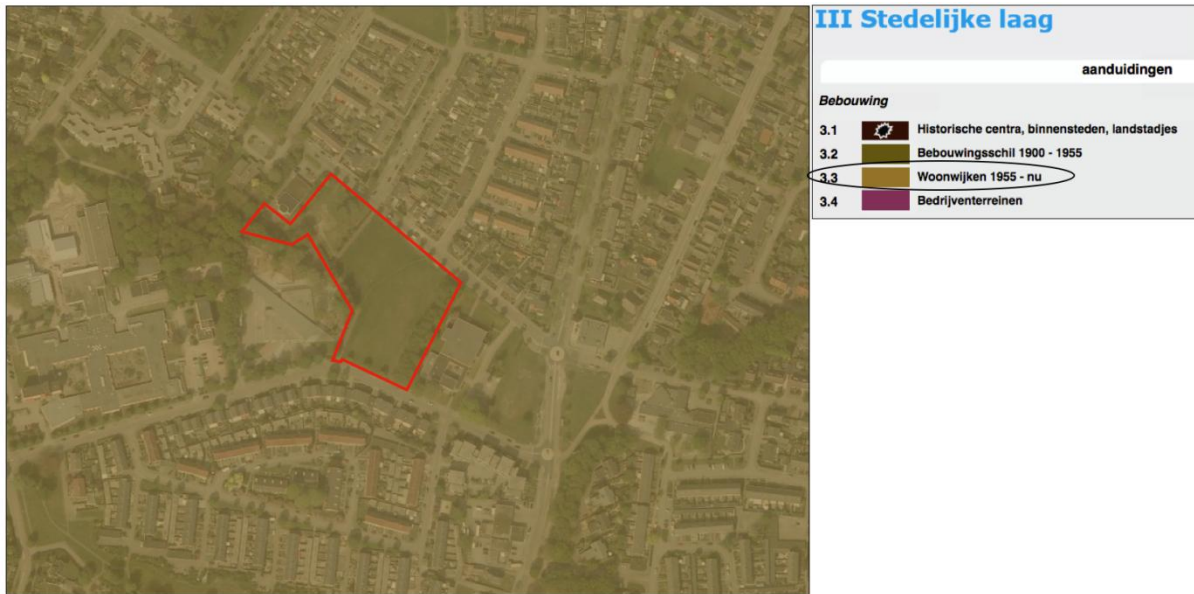 III Stedelijke laag
aanduidingen
Bebouwing
3.1 Historische centra, binnensteden, landstadjes
3.2 Bebouwingsschil 1900 - 1955
3.3 Woonwijken 1955 - nu
3.4 Bedrijventerreinen